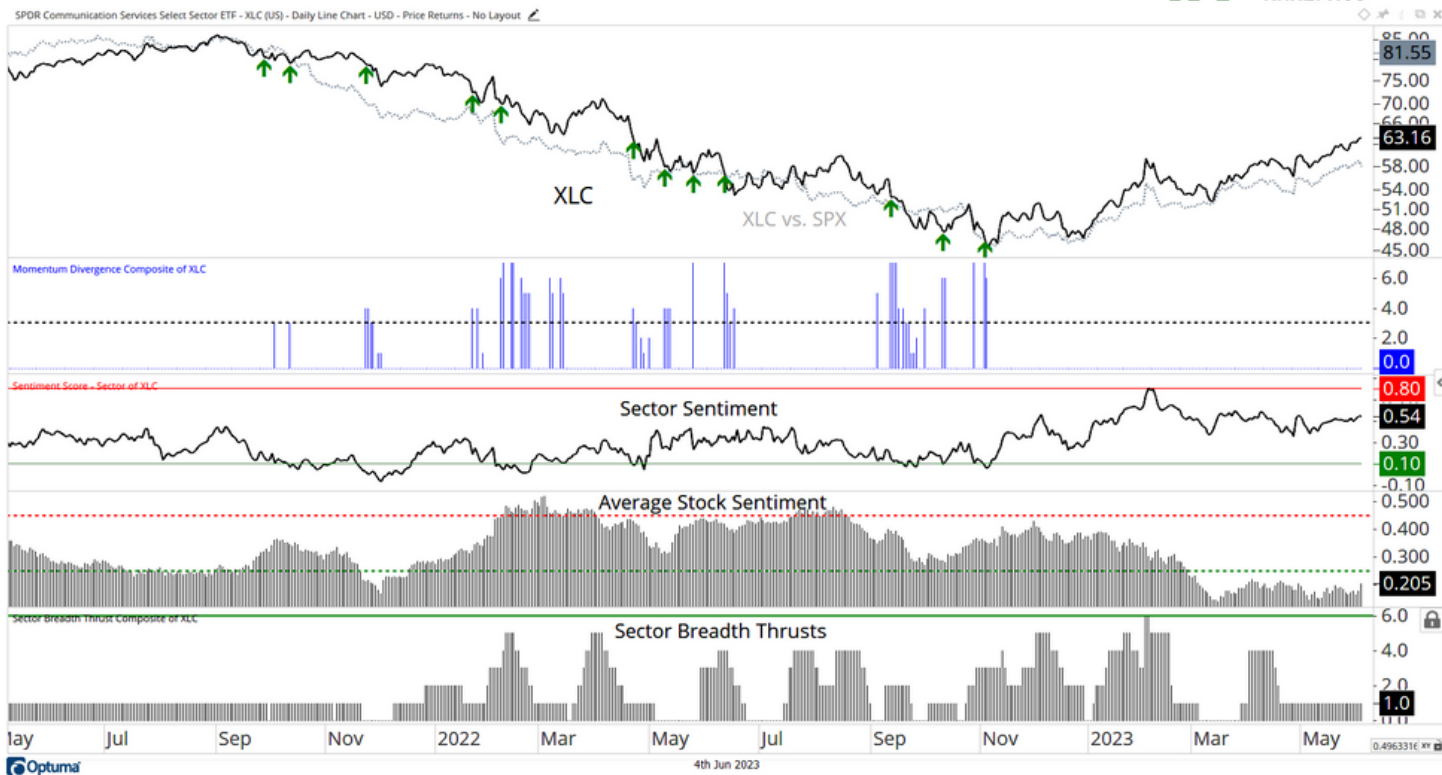 SPDR Communication Services Select Sector ETF - XLC (US) - Daily Line Chart - USD - Price Returns - No Layout
85.00
81.55
75.00
70.00
66.00
63.16
58.00
54.00
51.00
48.00
45.00
XLC
XLC vs. SPX
Momentum Divergence Composite of XLC
6.0
4.0
2.0
0.0
Sentiment Score - Sector of XLC
Sector Sentiment
0.80
0.54
0.30
0.10
-0.10
Average Stock Sentiment
0.500
0.400
0.300
0.205
Sector Breadth Thrust Composite of XLC
Sector Breadth Thrusts
6.0
4.0
2.0
1.0
0.0
Jul Sep Nov 2022 Mar May Jul Sep Nov 2023 Mar May
0.4963316 XY
Optuma
4th Jun 2023